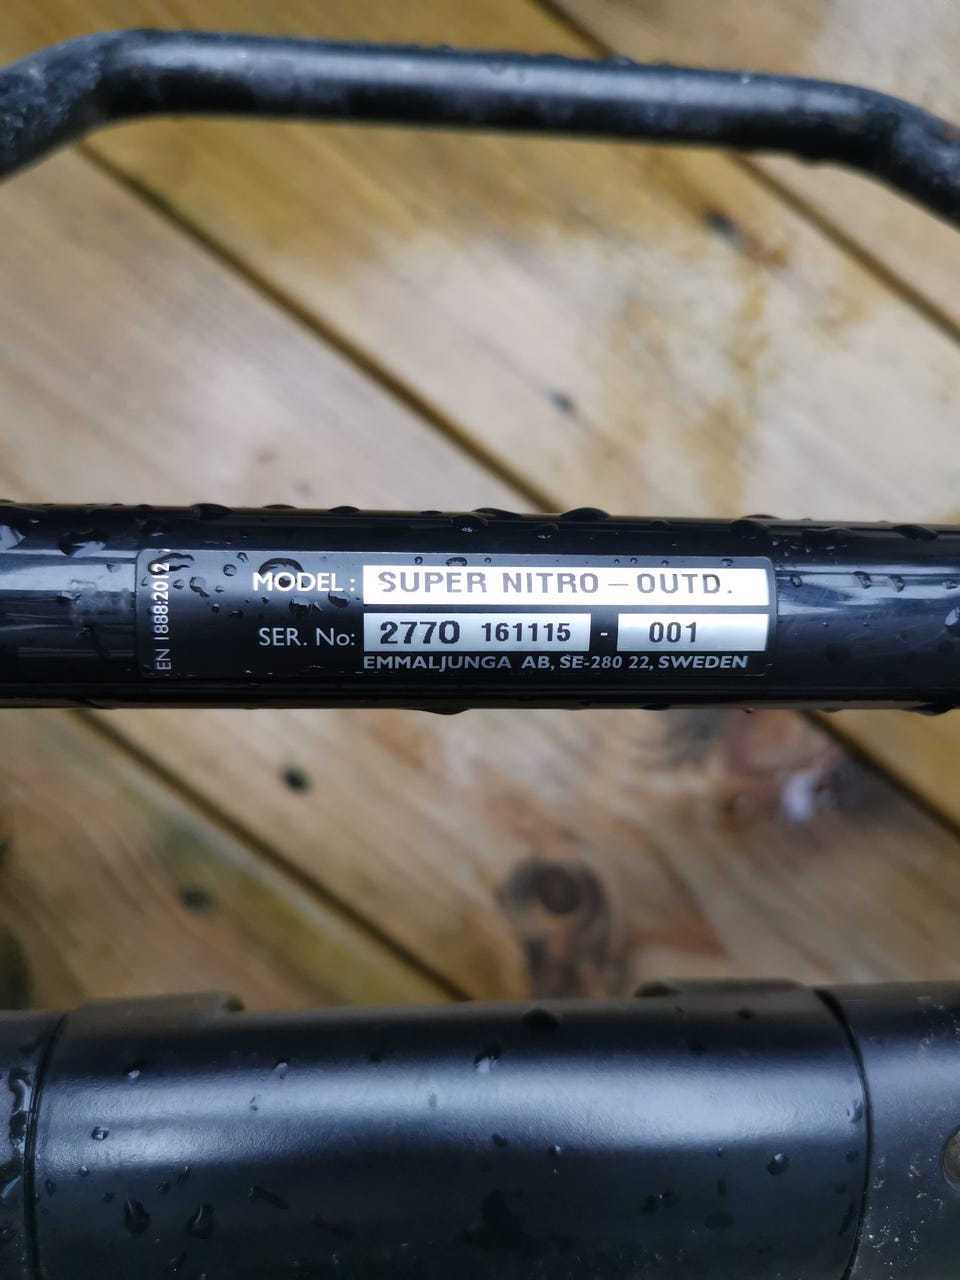 MODEL: SUPER NITRO - OUTD.
SER. No: 2770 161115 - 001
EMMALJUNGA AB, SE-280 22, SWEDEN
EN 1888:2012